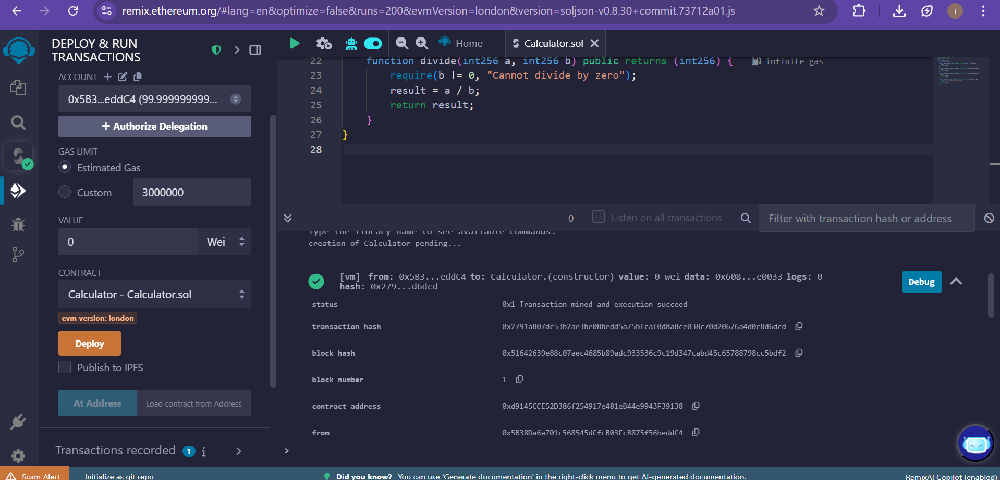 remix.ethereum.org/#lang=en&optimize=false&runs=200&evmVersion=london&version=soljson-v0.8.30+commit.73712a01.js
i
DEPLOY & RUN
TRANSACTIONS
ACCOUNT
0x5B3...eddC4 (99.999999999...
+ Authorize Delegation
GAS LIMIT
Estimated Gas
Custom
3000000
VALUE
0
Wei
CONTRACT
Calculator - Calculator.sol
evm version: london
Deploy
Publish to IPFS
At Address
Load contract from Address
Transactions recorded 1 i
Home
Calculator.sol
22 function divide(int256 a, int256 b) public returns (int256) { infinite gas
23 require(b != 0, "Cannot divide by zero");
24 result = a / b;
25 return result;
26 }
27 }
28
0
Listen on all transactions
Filter with transaction hash or address
Type the library name to see available commands.
creation of Calculator pending...
[vm] from: 0x5B3...eddC4 to: Calculator.(constructor) value: 0 wei data: 0x608...e0033 logs: 0
hash: 0x279...d6dcd
Debug
status 0x1 Transaction mined and execution succeed
transaction hash 0x2791a807dc53b2ae3be08bedd5a75bfcaf0d8a8ce038c70d20676a4d0c8d6dcd
block hash 0x51642639e88c07aec4685b89adc933536c9c19d347cabd45c65788798cc5bdf2
block number 1
contract address 0xd9145CCE52D386f254917e481eB44e9943F39138
from 0x5B38Da6a701c568545dCfcB03FcB875f56beddC4
>
Scam Alert
Initialize as git repo
Did you know? You can use 'Generate documentation' in the right-click menu to get AI-generated documentation.
RemixAI Copilot (enabled)